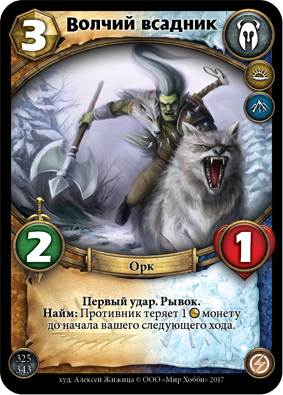 3 Волчий всадник
2
1
Орк
Первый удар. Рывок.
Найм: Противник теряет 1 монету
до начала вашего следующего хода.
325
343
худ. Алексей Жижица © ООО «Мир Хобби» 2017